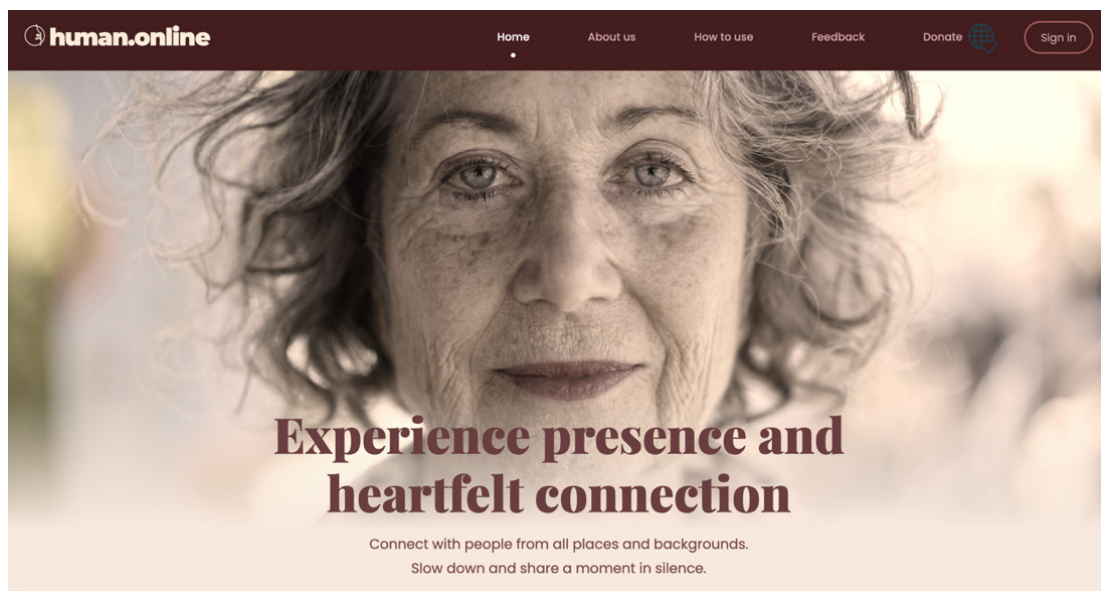 human.online
Home
About us
How to use
Feedback
Donate
Sign in
Experience presence and
heartfelt connection
Connect with people from all places and backgrounds.
Slow down and share a moment in silence.